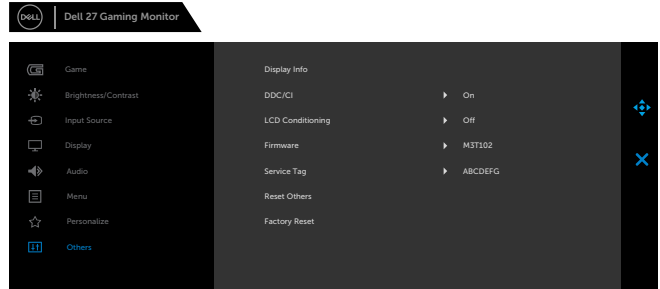 DELL
Dell 27 Gaming Monitor
Game
Display Info
Brightness/Contrast
DDC/CI
On
Input Source
LCD Conditioning
Off
Display
Firmware
M3T102
Audio
Service Tag
ABCDEFG
Menu
Reset Others
Personalize
Factory Reset
Others